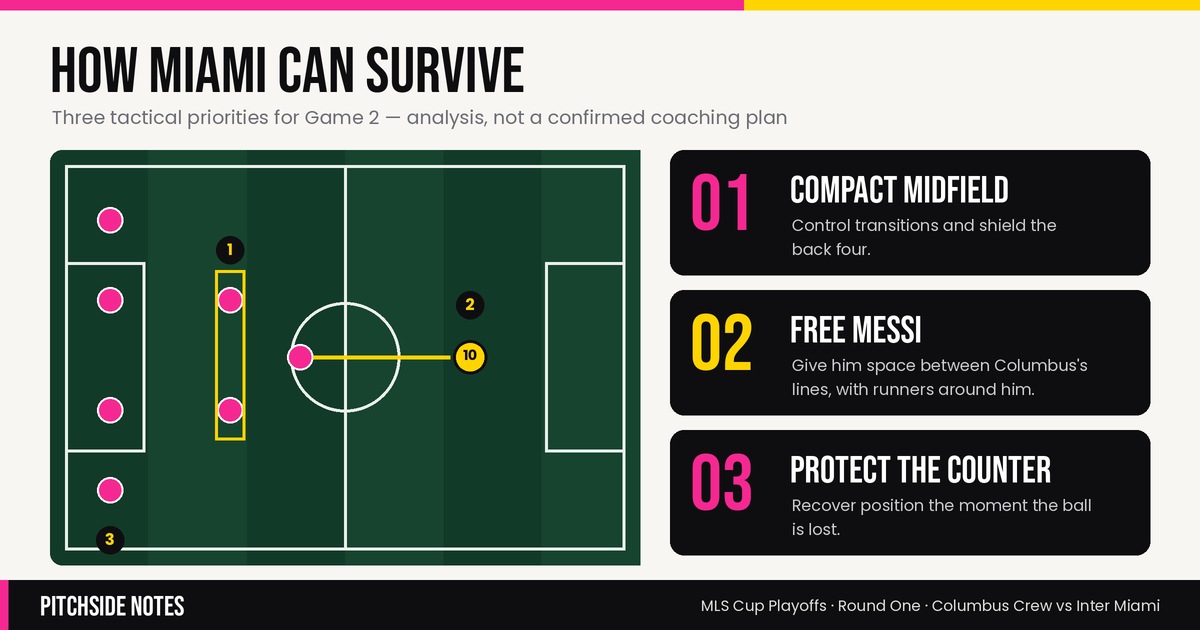 HOW MIAMI CAN SURVIVE
Three tactical priorities for Game 2 — analysis, not a confirmed coaching plan
1
2
10
3
01
COMPACT MIDFIELD
Control transitions and shield the
back four.
02
FREE MESSI
Give him space between Columbus's
lines, with runners around him.
03
PROTECT THE COUNTER
Recover position the moment the ball
is lost.
PITCHSIDE NOTES
MLS Cup Playoffs · Round One · Columbus Crew vs Inter Miami